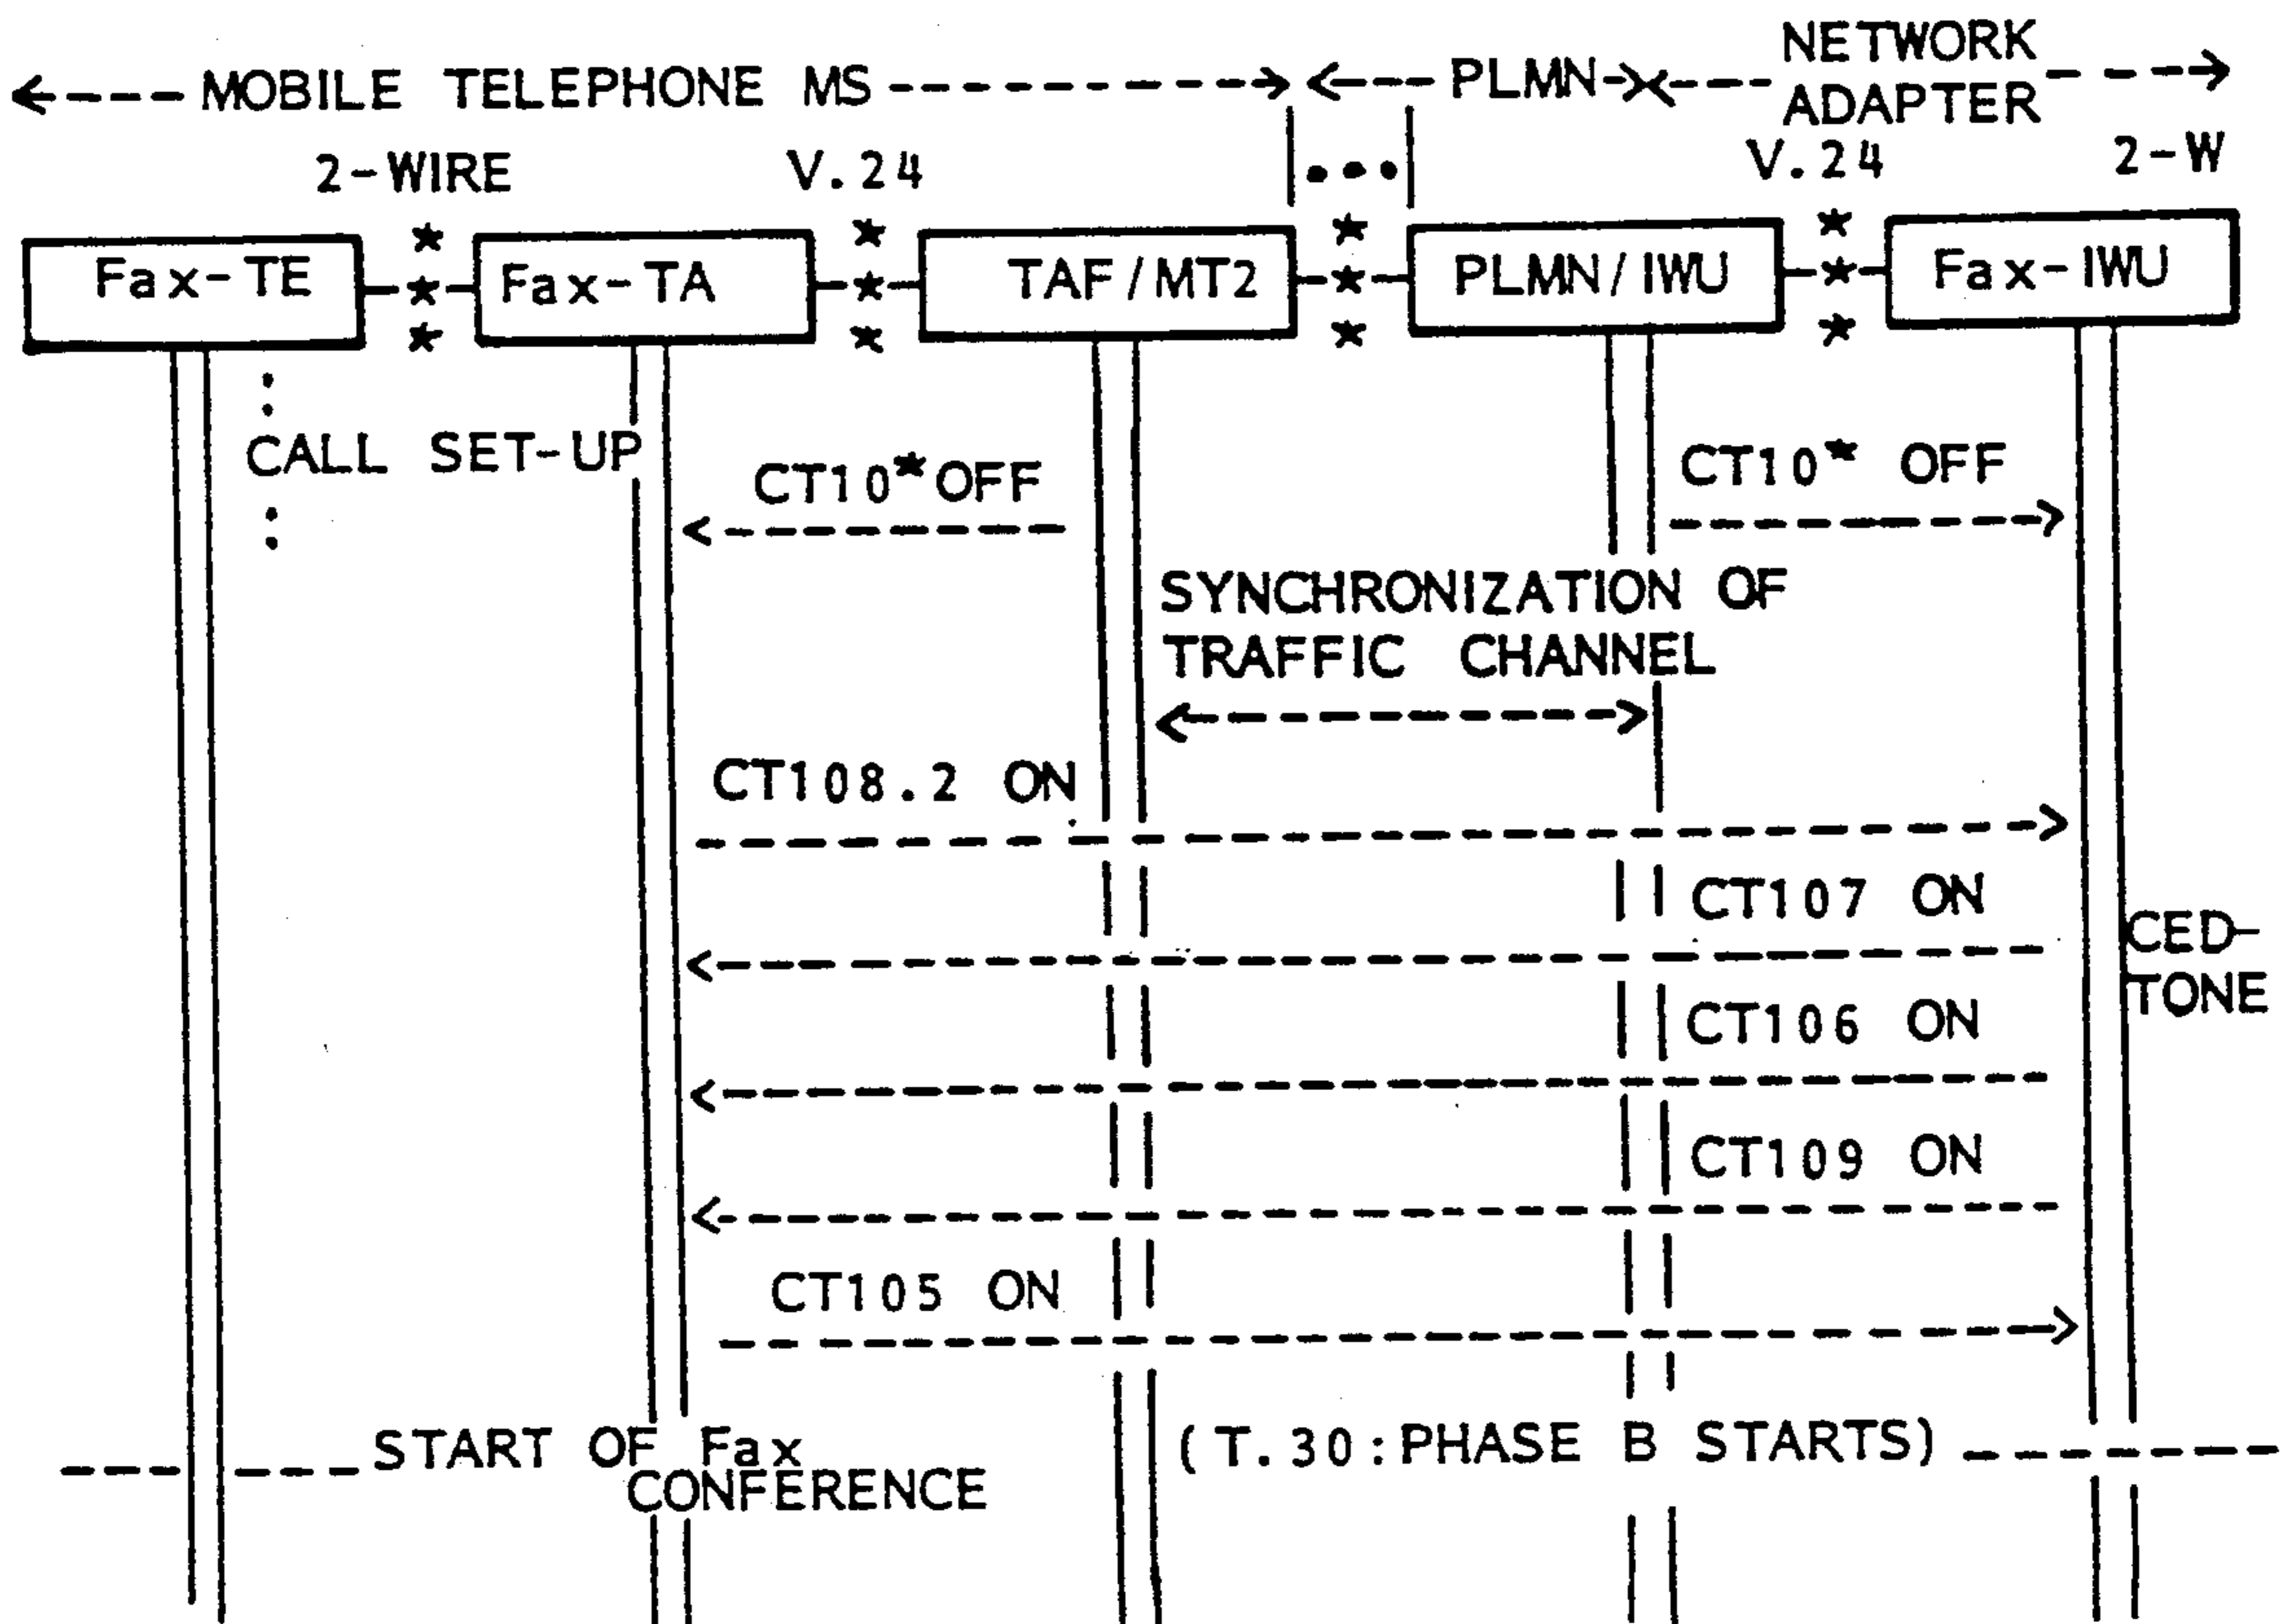 MOBILE TELEPHONE MS
PLMN
NETWORK
ADAPTER
2-WIRE
V.24
V.24
2-W
Fax-TE
Fax-TA
TAF/MT2
PLMN/IWU
Fax-IWU
CALL SET-UP
CT10*OFF
CT10* OFF
SYNCHRONIZATION OF
TRAFFIC CHANNEL
CT108.2 ON
CT107 ON
CED-
TONE
CT106 ON
CT109 ON
CT105 ON
START OF Fax
CONFERENCE
(T.30:PHASE B STARTS)